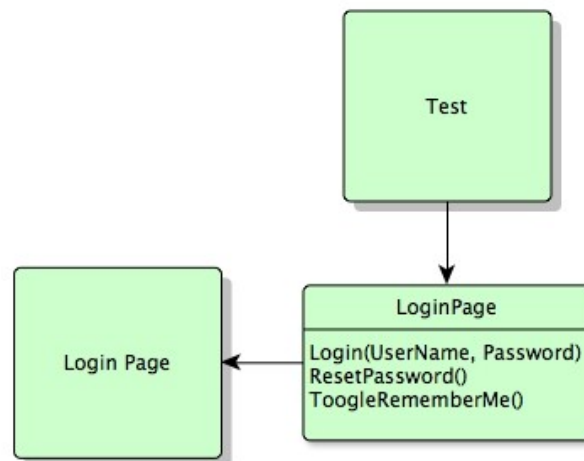 Test
LoginPage
Login(UserName, Password)
ResetPassword()
ToogleRememberMe()
Login Page